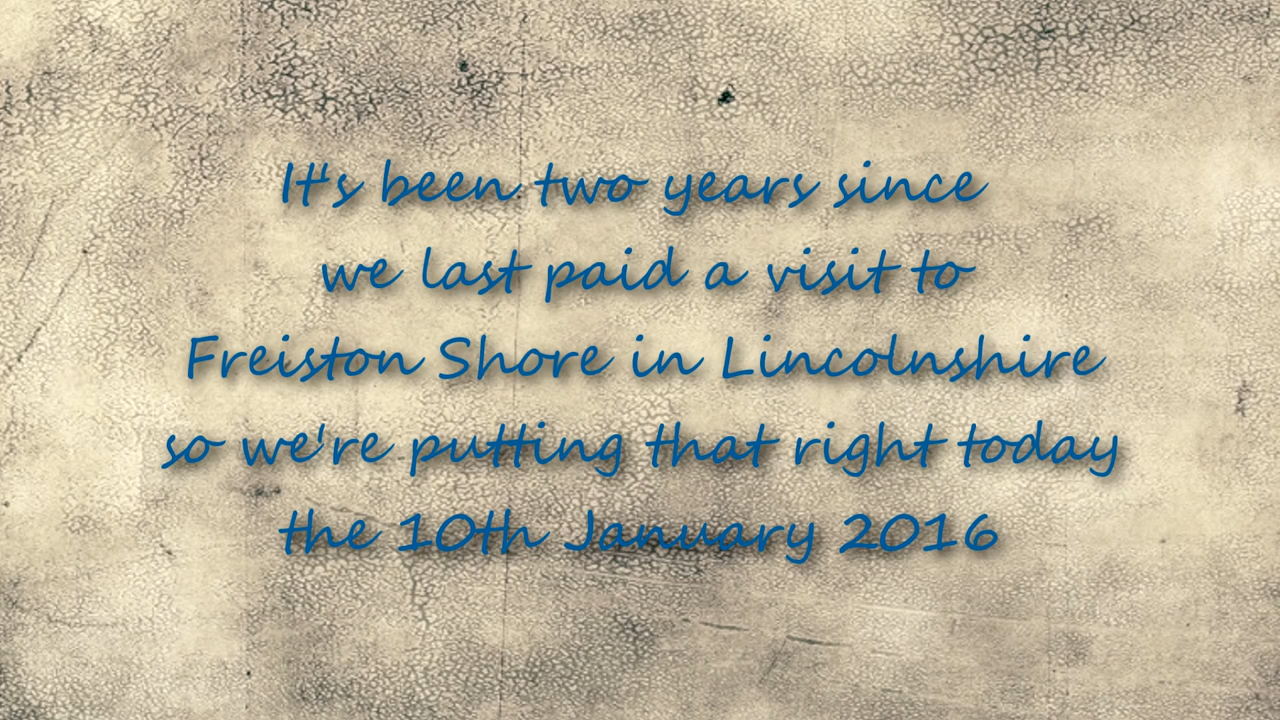 It's been two years since
we last paid a visit to
Freiston Shore in Lincolnshire
so we're putting that right today
the 10th January 2016